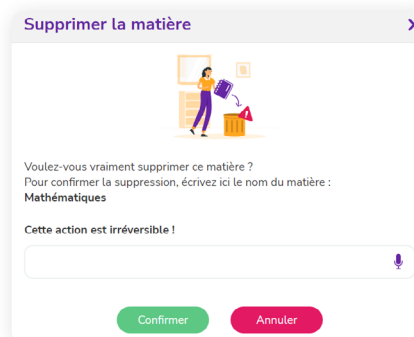 Supprimer la matière
Voulez-vous vraiment supprimer ce matière ?
Pour confirmer la suppression, écrivez ici le nom du matière :
Mathématiques
Cette action est irréversible !
Confirmer
Annuler